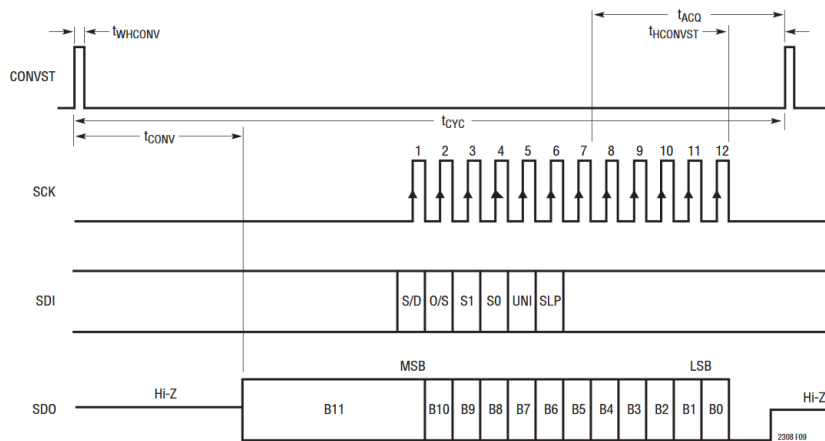 tACQ
tWHCONV
tHCONVST
CONVST
tCYC
tCONV
1 2 3 4 5 6 7 8 9 10 11 12
SCK
SDI S/D O/S S1 S0 UNI SLP
MSB LSB
Hi-Z Hi-Z
SDO B11 B10 B9 B8 B7 B6 B5 B4 B3 B2 B1 B0
2308 F09